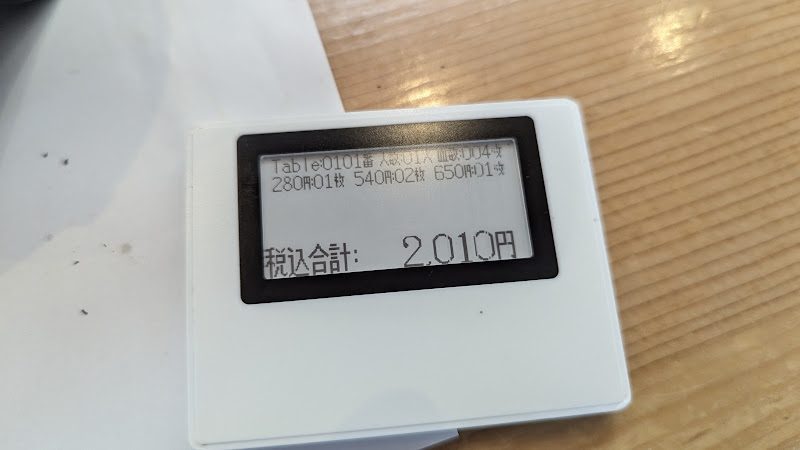 Table:0101番 人数:01人 皿数:004枚
280円:01枚 540円:02枚 650円:01枚
税込合計: 2,010円